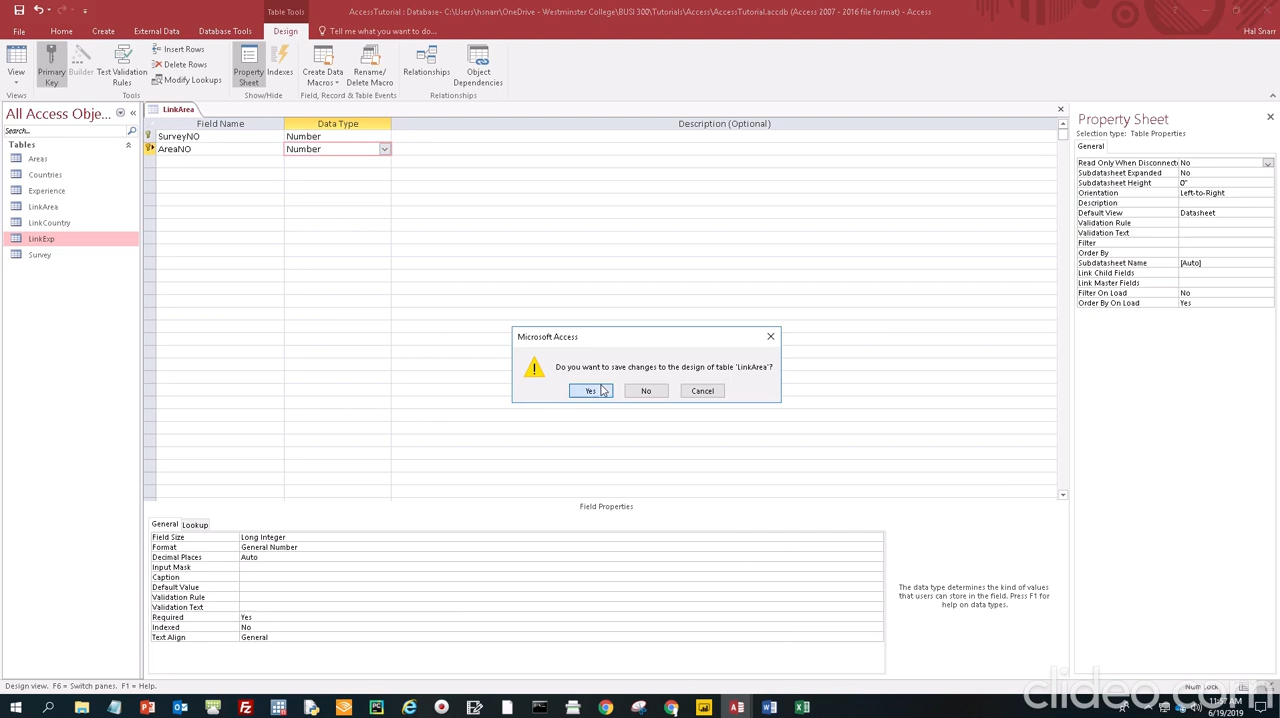 Table Tools
AccessTutorial : Database- C:\Users\hsnarr\OneDrive - Westminster College\BUSI 300\Tutorials\Access\AccessTutorial.accdb (Access 2007 - 2016 file format) - Access
File
Home
Create
External Data
Database Tools
Design
Tell me what you want to do...
Hal Snarr
View
Primary Key
Builder
Test Validation Rules
Insert Rows
Delete Rows
Modify Lookups
Property Sheet
Indexes
Create Data Macros
Rename/ Delete Macro
Relationships
Object Dependencies
Views
Tools
Show/Hide
Field, Record & Table Events
Relationships
All Access Obje...
Search...
Tables
Areas
Countries
Experience
LinkArea
LinkCountry
LinkExp
Survey
LinkArea
Field Name
Data Type
Description (Optional)
SurveyNO
Number
AreaNO
Number
Microsoft Access
Do you want to save changes to the design of table 'LinkArea'?
Yes
No
Cancel
Property Sheet
Selection type: Table Properties
General
Read Only When Disconnect No
Subdatasheet Expanded No
Subdatasheet Height 0"
Orientation Left-to-Right
Description
Default View Datasheet
Validation Rule
Validation Text
Filter
Order By
Subdatasheet Name [Auto]
Link Child Fields
Link Master Fields
Filter On Load No
Order By On Load Yes
Field Properties
General
Lookup
Field Size Long Integer
Format General Number
Decimal Places Auto
Input Mask
Caption
Default Value
Validation Rule
Validation Text
Required Yes
Indexed No
Text Align General
The data type determines the kind of values that users can store in the field. Press F1 for help on data types.
Design view. F6 = Switch panes. F1 = Help.
Num Lock
clideo.com
11:57 AM
6/19/2019